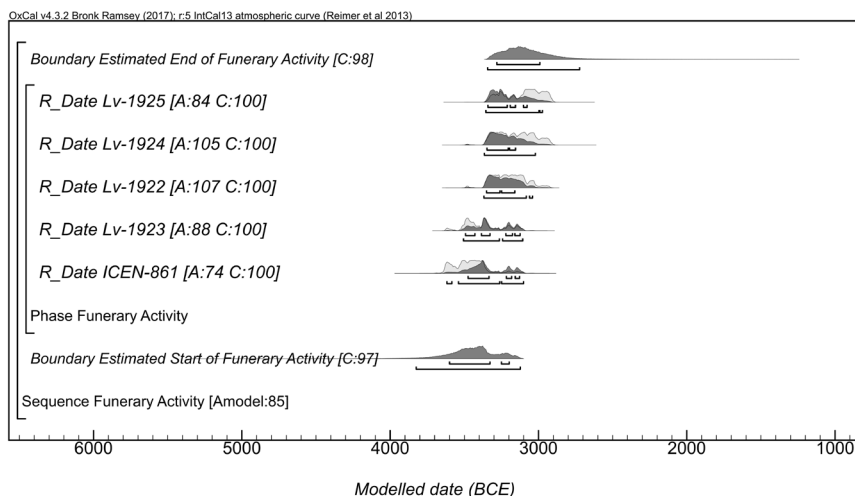 OxCal v4.3.2 Bronk Ramsey (2017); r:5 IntCal13 atmospheric curve (Reimer et al 2013)
Boundary Estimated End of Funerary Activity [C:98]
R_Date Lv-1925 [A:84 C:100]
R_Date Lv-1924 [A:105 C:100]
R_Date Lv-1922 [A:107 C:100]
R_Date Lv-1923 [A:88 C:100]
R_Date ICEN-861 [A:74 C:100]
Phase Funerary Activity
Boundary Estimated Start of Funerary Activity [C:97]
Sequence Funerary Activity [Amodel:85]
6000 5000 4000 3000 2000 1000
Modelled date (BCE)